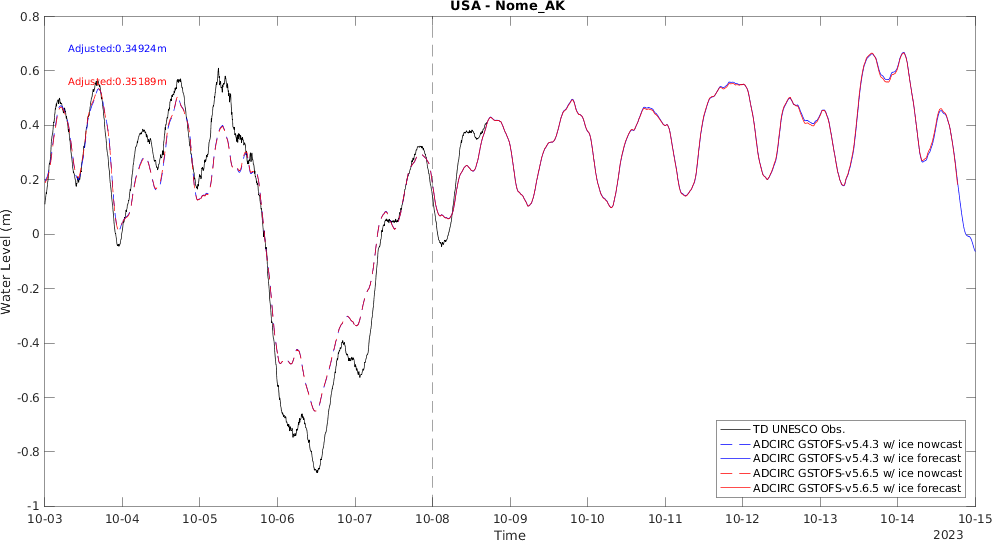 USA - Nome_AK
0.8
0.6
0.4
0.2
0
-0.2
-0.4
-0.6
-0.8
-1
Water Level (m)
Adjusted:0.34924m
Adjusted:0.35189m
TD UNESCO Obs.
ADCIRC GSTOFS-v5.4.3 w/ ice nowcast
ADCIRC GSTOFS-v5.4.3 w/ ice forecast
ADCIRC GSTOFS-v5.6.5 w/ ice nowcast
ADCIRC GSTOFS-v5.6.5 w/ ice forecast
10-03 10-04 10-05 10-06 10-07 10-08 10-09 10-10 10-11 10-12 10-13 10-14 10-15
Time
2023